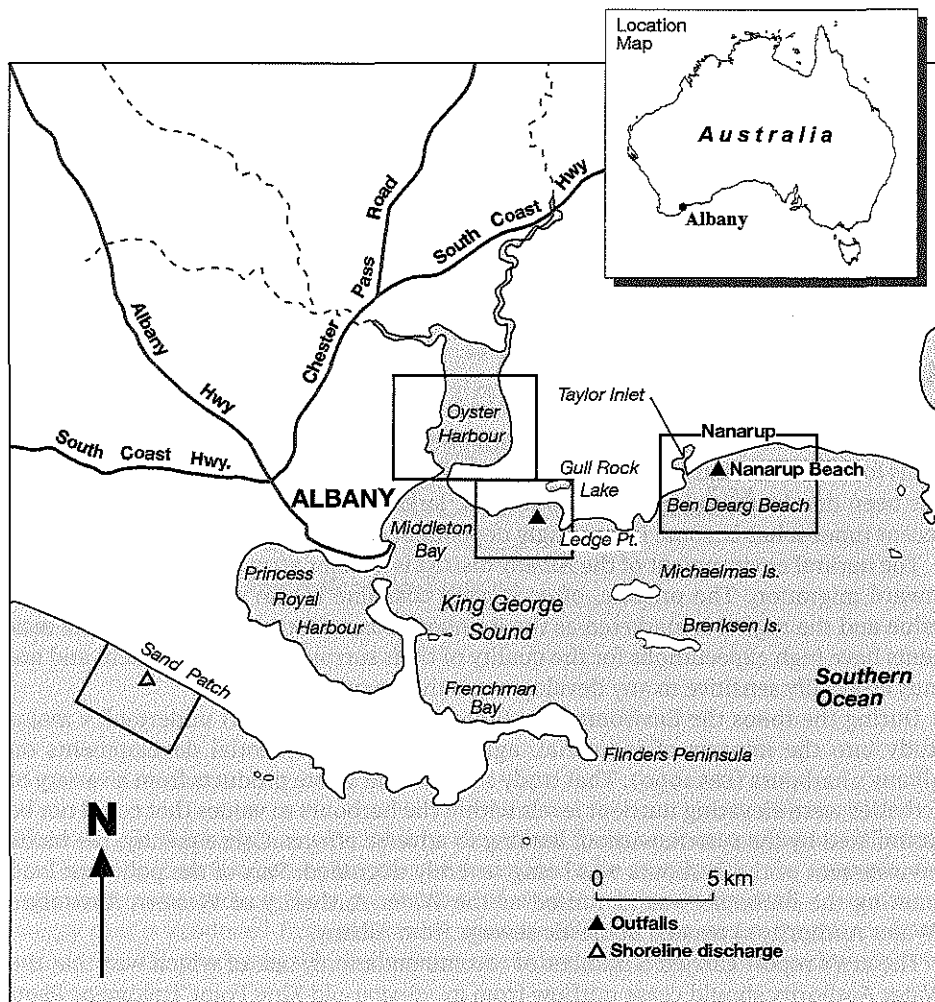 Location
Map
Australia
Albany
Albany Hwy
Chester Pass Road
South Coast Hwy
South Coast Hwy.
Oyster
Harbour
Taylor Inlet
Nanarup
Nanarup Beach
Gull Rock
Lake
ALBANY
Ben Dearg Beach
Middleton
Bay
Ledge Pt.
Princess
Royal
Harbour
Michaelmas Is.
King George
Sound
Brenksen Is.
Sand Patch
Southern
Ocean
Frenchman
Bay
Flinders Peninsula
N
0 5 km
Outfalls
Shoreline discharge